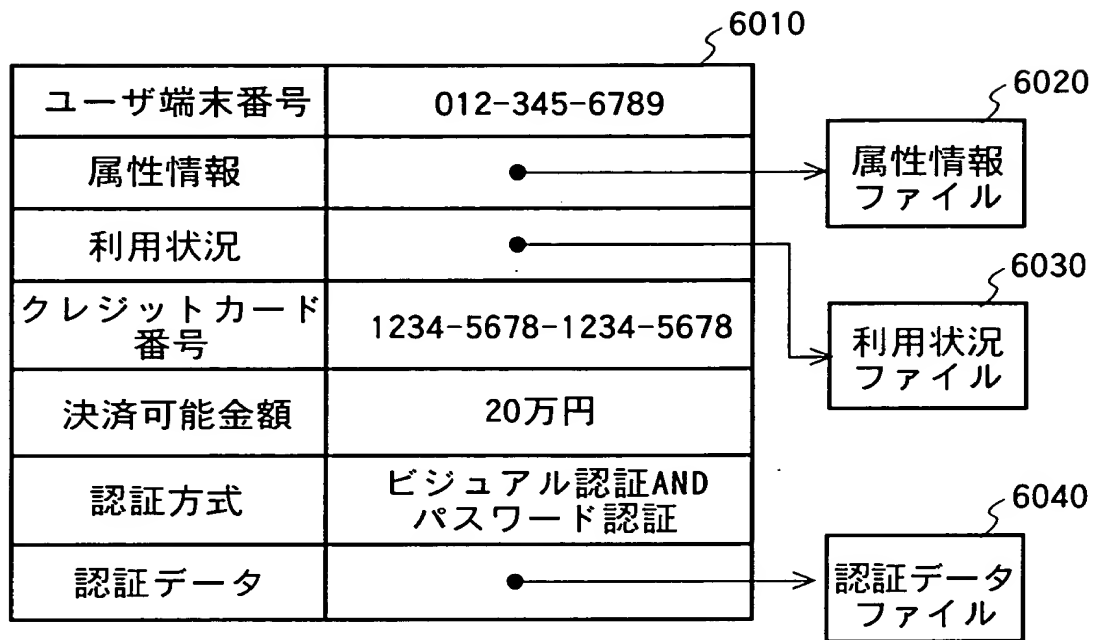 6010
ユーザ端末番号
012-345-6789
6020
属性情報
属性情報
ファイル
利用状況
6030
クレジットカード
番号
1234-5678-1234-5678
利用状況
ファイル
決済可能金額
20万円
認証方式
ビジュアル認証AND
パスワード認証
6040
認証データ
認証データ
ファイル